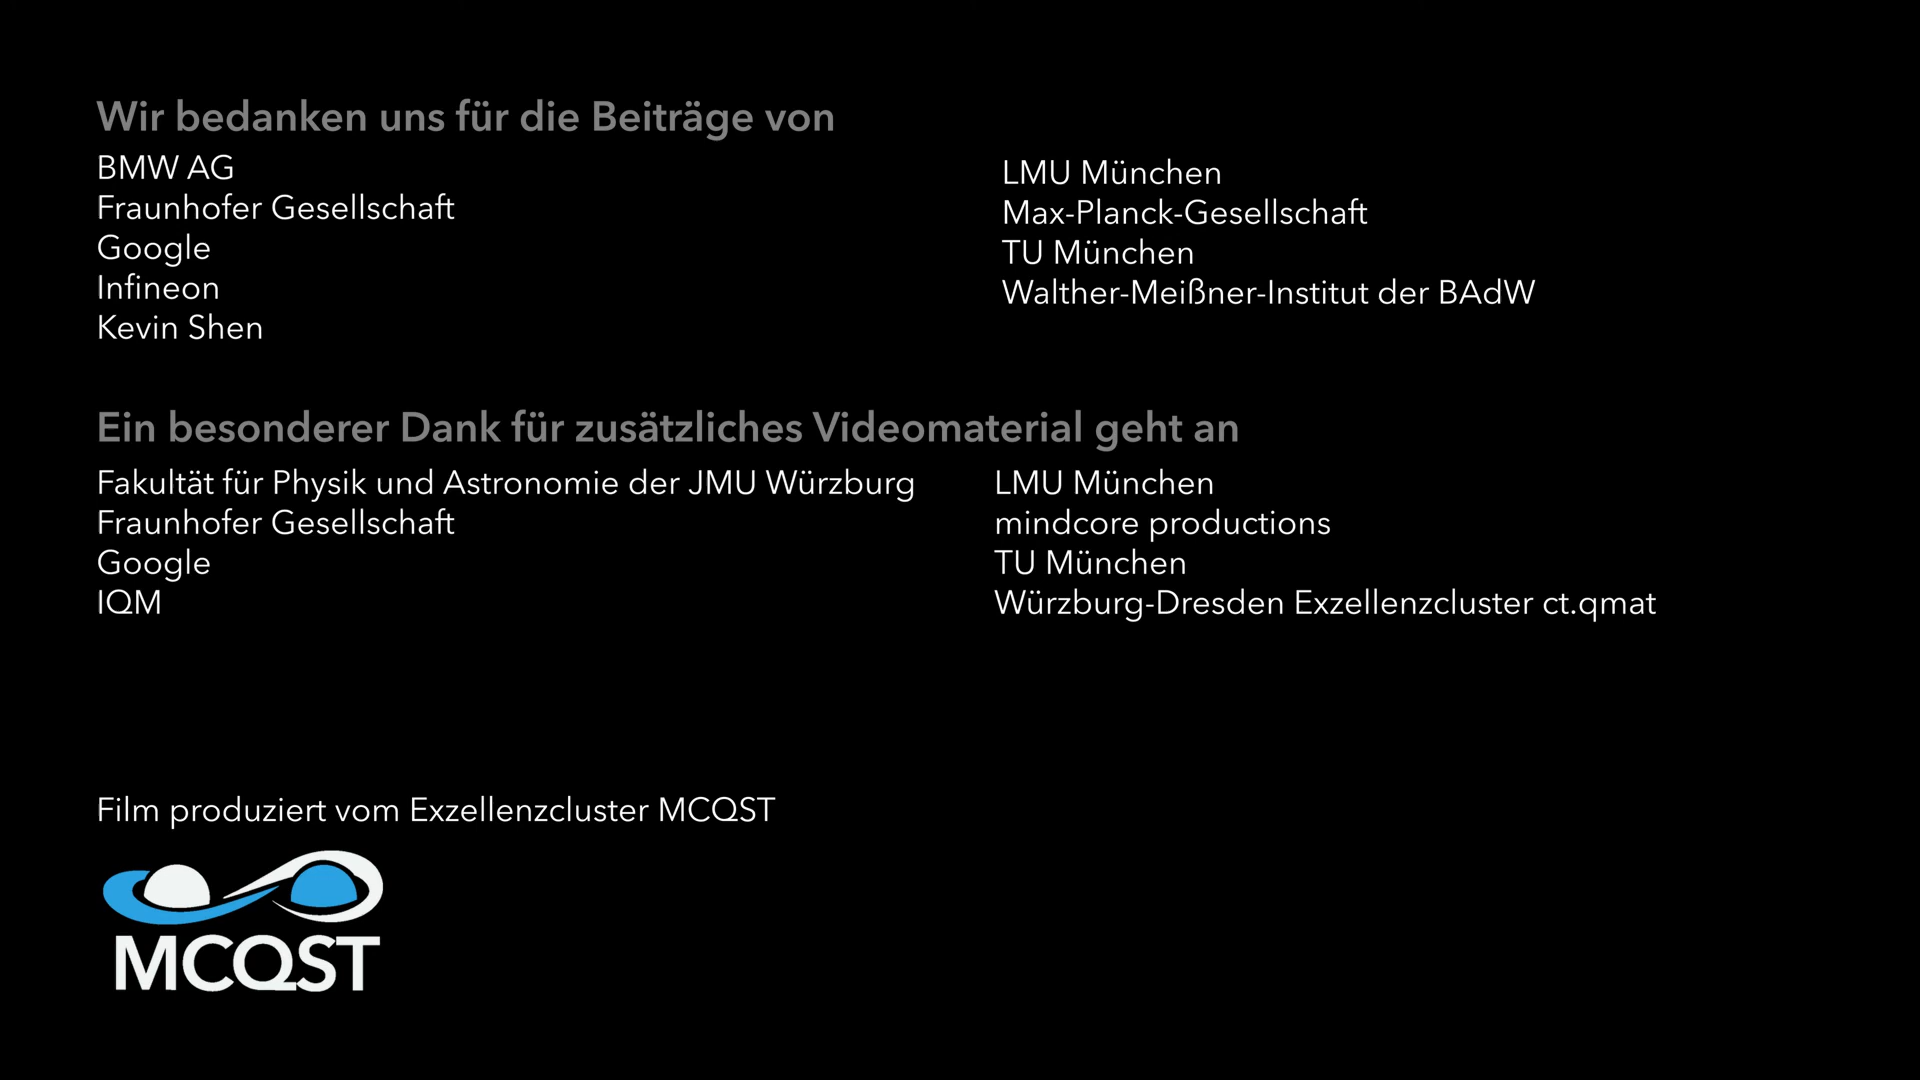 Wir bedanken uns für die Beiträge von
BMW AG
Fraunhofer Gesellschaft
Google
Infineon
Kevin Shen
LMU München
Max-Planck-Gesellschaft
TU München
Walther-Meißner-Institut der BAdW
Ein besonderer Dank für zusätzliches Videomaterial geht an
Fakultät für Physik und Astronomie der JMU Würzburg
Fraunhofer Gesellschaft
Google
IQM
LMU München
mindcore productions
TU München
Würzburg-Dresden Exzellenzcluster ct.qmat
Film produziert vom Exzellenzcluster MCQST
MCQST